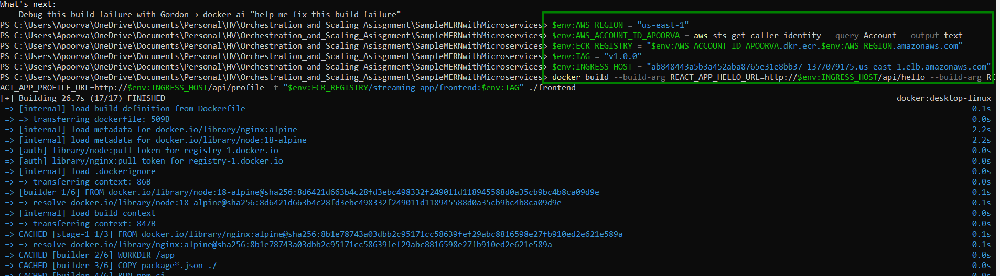 What's next:
    Debug this build failure with Gordon → docker ai "help me fix this build failure"
PS C:\Users\Apoorva\OneDrive\Documents\Personal\HV\Orchestration_and_Scaling_Asisgnment\SampleMERNwithMicroservices> $env:AWS_REGION = "us-east-1"
PS C:\Users\Apoorva\OneDrive\Documents\Personal\HV\Orchestration_and_Scaling_Asisgnment\SampleMERNwithMicroservices> $env:AWS_ACCOUNT_ID_APOORVA = aws sts get-caller-identity --query Account --output text
PS C:\Users\Apoorva\OneDrive\Documents\Personal\HV\Orchestration_and_Scaling_Asisgnment\SampleMERNwithMicroservices> $env:ECR_REGISTRY = "$env:AWS_ACCOUNT_ID_APOORVA.dkr.ecr.$env:AWS_REGION.amazonaws.com"
PS C:\Users\Apoorva\OneDrive\Documents\Personal\HV\Orchestration_and_Scaling_Asisgnment\SampleMERNwithMicroservices> $env:TAG = "v1.0.0"
PS C:\Users\Apoorva\OneDrive\Documents\Personal\HV\Orchestration_and_Scaling_Asisgnment\SampleMERNwithMicroservices> $env:INGRESS_HOST = "ab848443a5b3a452aba8765e31e8bb37-1377079175.us-east-1.elb.amazonaws.com"
PS C:\Users\Apoorva\OneDrive\Documents\Personal\HV\Orchestration_and_Scaling_Asisgnment\SampleMERNwithMicroservices> docker build --build-arg REACT_APP_HELLO_URL=http://$env:INGRESS_HOST/api/hello --build-arg RE
ACT_APP_PROFILE_URL=http://$env:INGRESS_HOST/api/profile -t "$env:ECR_REGISTRY/streaming-app/frontend:$env:TAG" ./frontend
[+] Building 26.7s (17/17) FINISHED docker:desktop-linux
 => [internal] load build definition from Dockerfile 0.1s
 => => transferring dockerfile: 509B 0.0s
 => [internal] load metadata for docker.io/library/nginx:alpine 2.2s
 => [internal] load metadata for docker.io/library/node:18-alpine 2.2s
 => [auth] library/node:pull token for registry-1.docker.io 0.0s
 => [auth] library/nginx:pull token for registry-1.docker.io 0.0s
 => [internal] load .dockerignore 0.0s
 => => transferring context: 86B 0.0s
 => [builder 1/6] FROM docker.io/library/node:18-alpine@sha256:8d6421d663b4c28fd3ebc498332f249011d118945588d0a35cb9bc4b8ca09d9e 0.1s
 => => resolve docker.io/library/node:18-alpine@sha256:8d6421d663b4c28fd3ebc498332f249011d118945588d0a35cb9bc4b8ca09d9e 0.1s
 => [internal] load build context 0.0s
 => => transferring context: 847B 0.0s
 => CACHED [stage-1 1/3] FROM docker.io/library/nginx:alpine@sha256:8b1e78743a03dbb2c95171cc58639fef29abc8816598e27fb910ed2e621e589a 0.1s
 => => resolve docker.io/library/nginx:alpine@sha256:8b1e78743a03dbb2c95171cc58639fef29abc8816598e27fb910ed2e621e589a 0.1s
 => CACHED [builder 2/6] WORKDIR /app 0.0s
 => CACHED [builder 3/6] COPY package*.json ./ 0.0s
 => CACHED [builder 4/6] RUN npm ci 0.0s